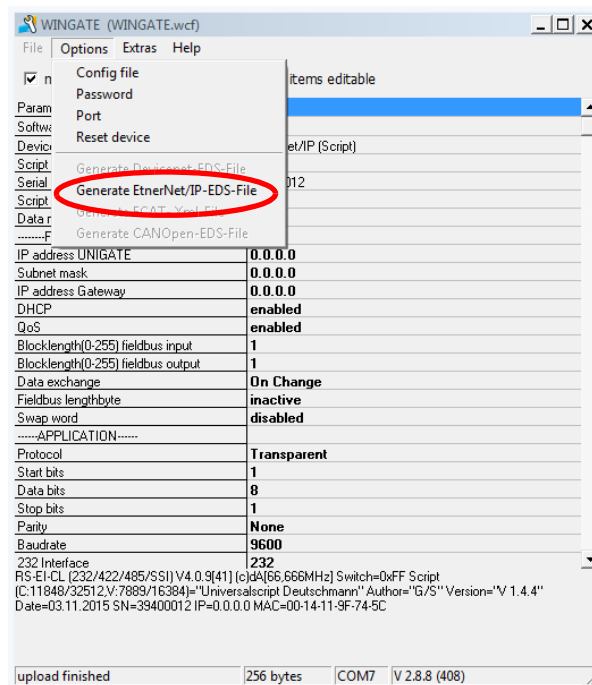 WINGATE (WINGATE.wcf)
File Options Extras Help
n items editable
Config file
Password
Port
Reset device
Generate Devicenet-EDS-File
Generate EtnerNet/IP-EDS-File
Generate ECAT- Xml-File
Generate CANOpen-EDS-File
Param
Softwa
Device et/IP (Script)
Script
Serial 012
Script
Data r
-------F
IP address UNIGATE 0.0.0.0
Subnet mask 0.0.0.0
IP address Gateway 0.0.0.0
DHCP enabled
QoS enabled
Blocklength(0-255) fieldbus input 1
Blocklength(0-255) fieldbus output 1
Data exchange On Change
Fieldbus lengthbyte inactive
Swap word disabled
------APPLICATION------
Protocol Transparent
Start bits 1
Data bits 8
Stop bits 1
Parity None
Baudrate 9600
232 Interface 232
RS-EI-CL (232/422/485/SSI) V4.0.9[41] (c)dA[66,666MHz] Switch=0xFF Script
(C:11848/32512,V:7889/16384)="Universalscript Deutschmann" Author="G/S" Version="V 1.4.4"
Date=03.11.2015 SN=39400012 IP=0.0.0.0 MAC=00-14-11-9F-74-5C
upload finished 256 bytes COM7 V 2.8.8 (408)